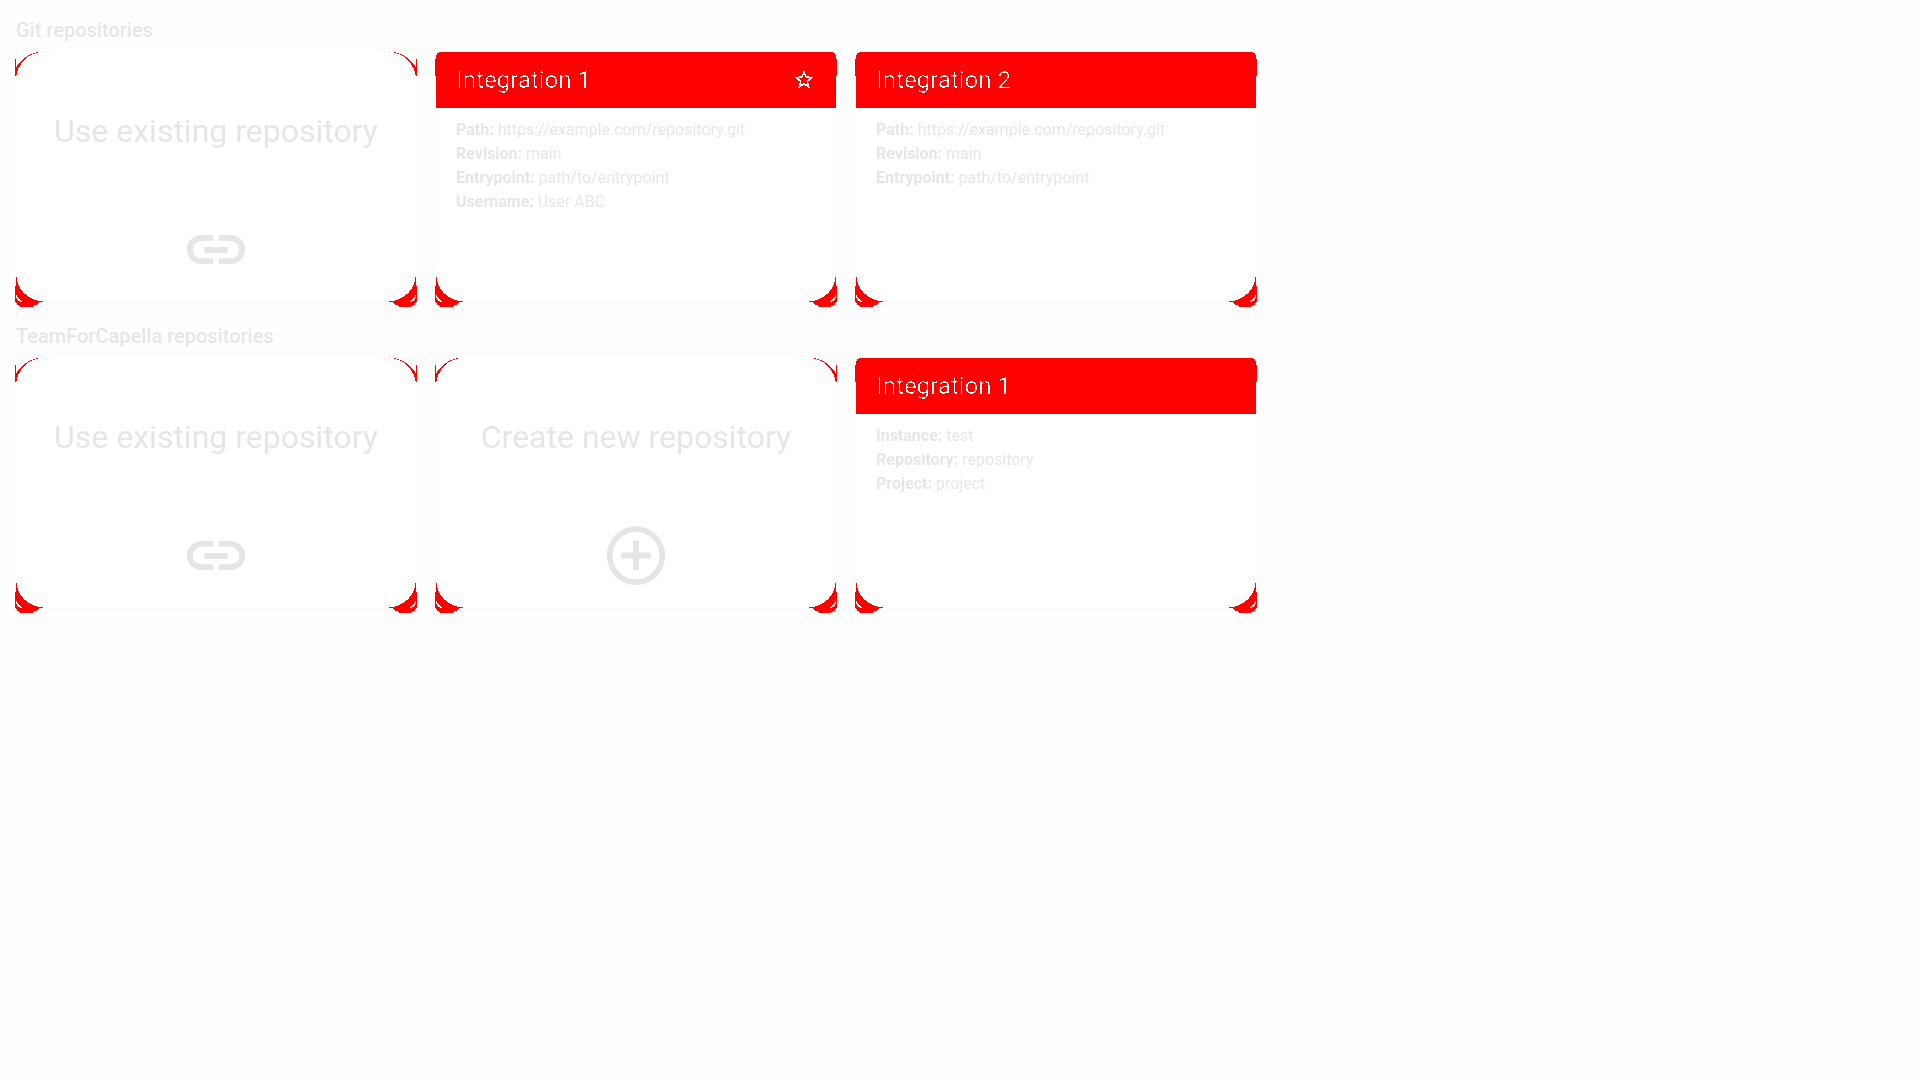 Git repositories
Use existing repository
Integration 1
Path: https://example.com/repository.git
Revision: main
Entrypoint: path/to/entrypoint
Username: User ABC
Integration 2
Path: https://example.com/repository.git
Revision: main
Entrypoint: path/to/entrypoint
TeamForCapella repositories
Use existing repository
Create new repository
Integration 1
Instance: test
Repository: repository
Project: project